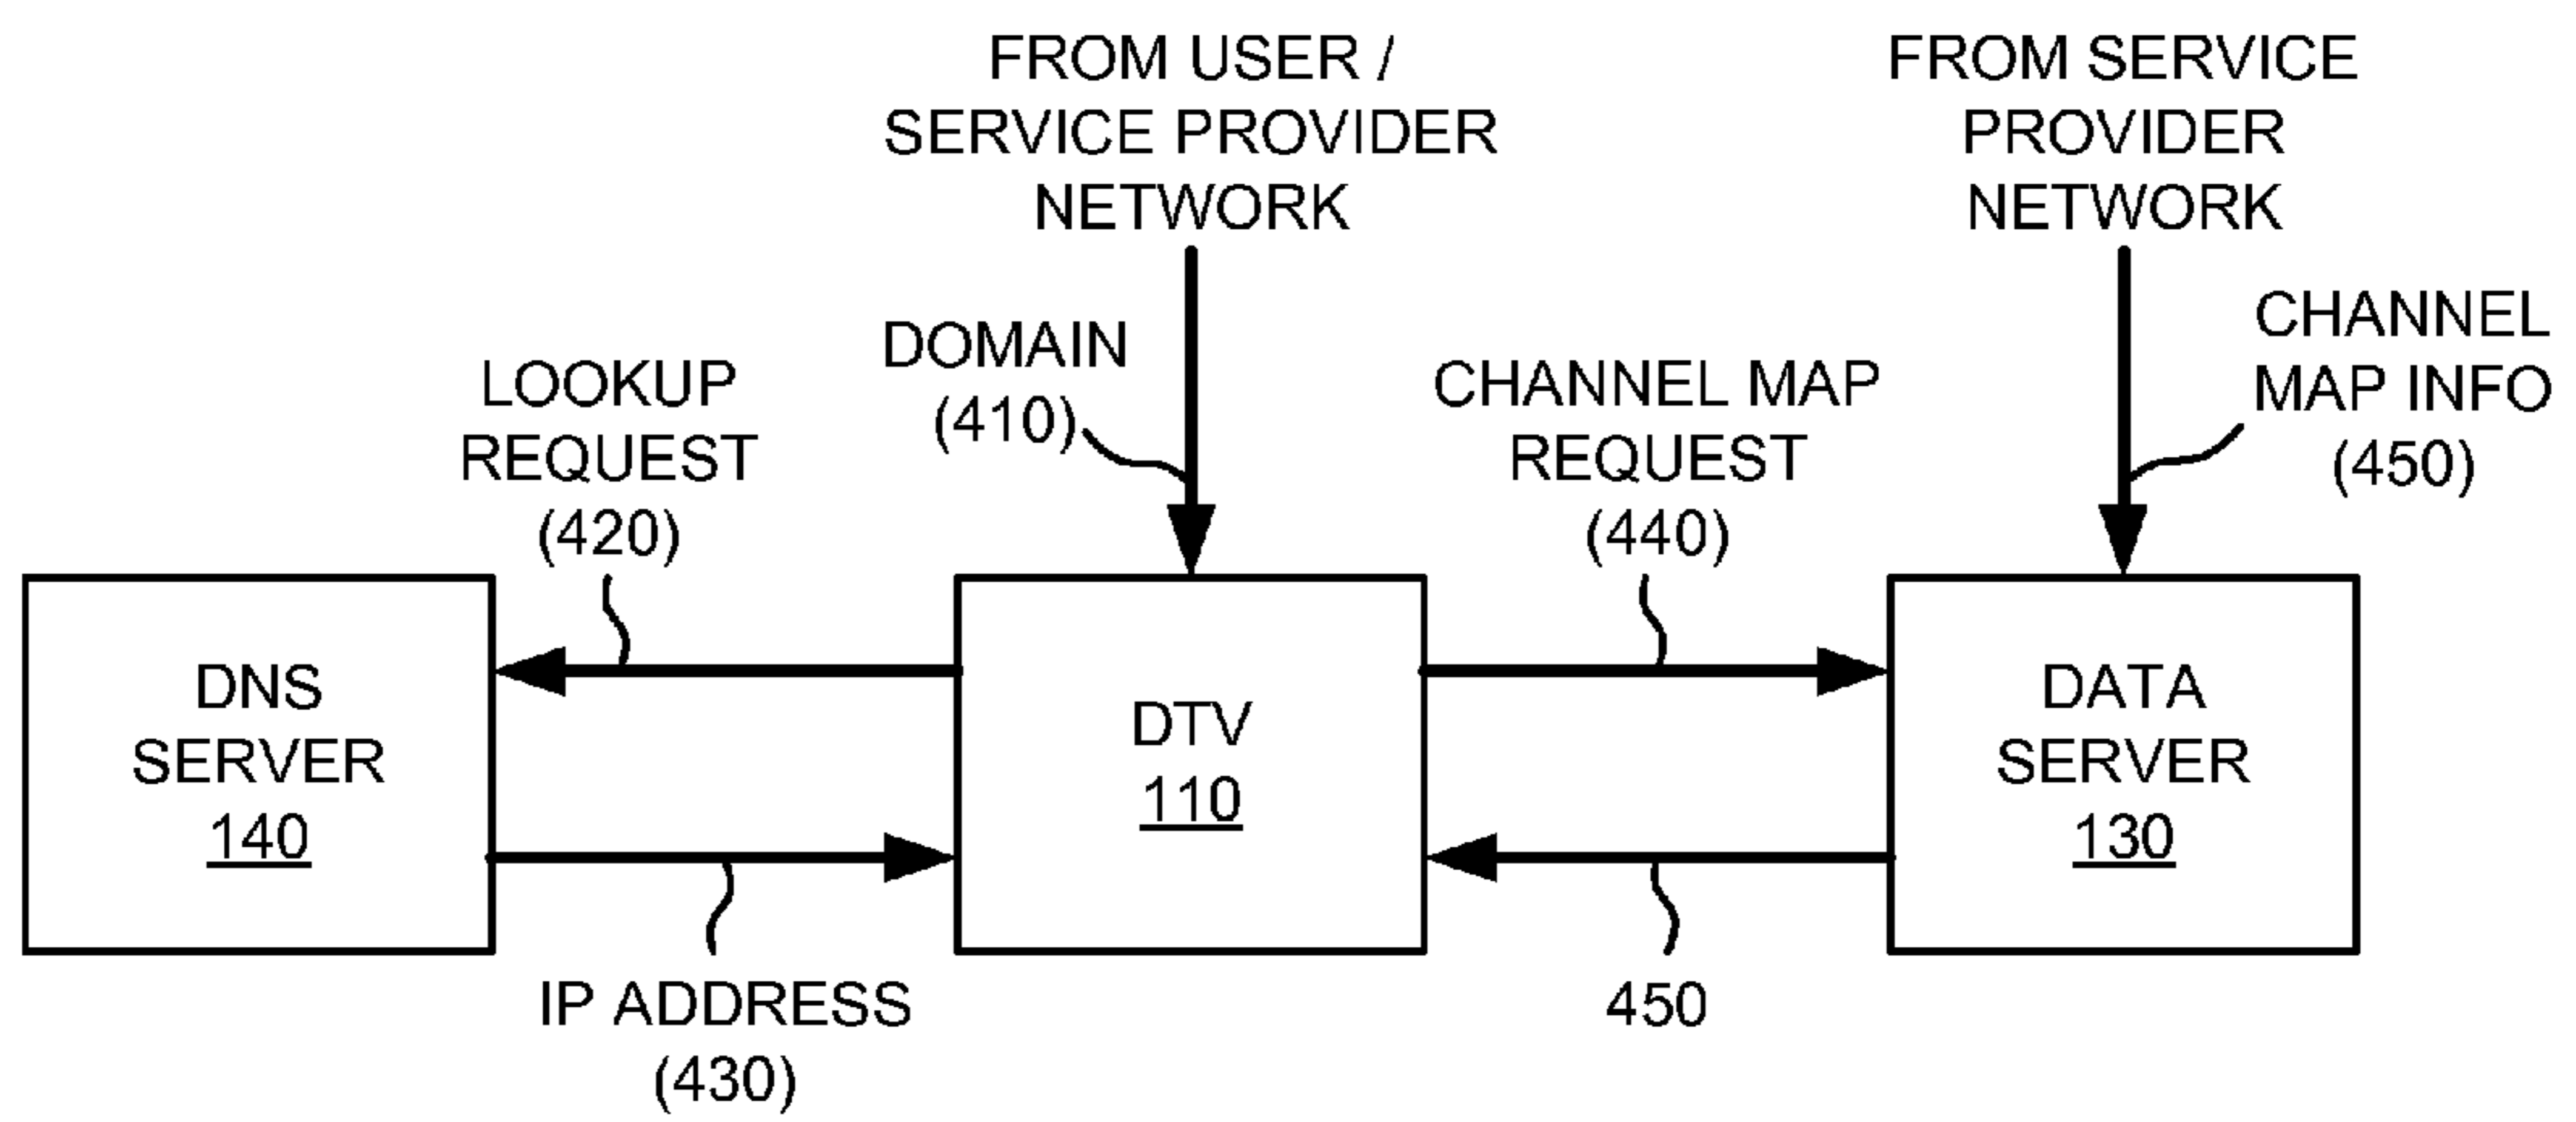 FROM USER /
SERVICE PROVIDER
NETWORK
FROM SERVICE
PROVIDER
NETWORK
DOMAIN
(410)
CHANNEL
MAP INFO
(450)
LOOKUP
REQUEST
(420)
CHANNEL MAP
REQUEST
(440)
DNS
SERVER
140
DTV
110
DATA
SERVER
130
IP ADDRESS
(430)
450